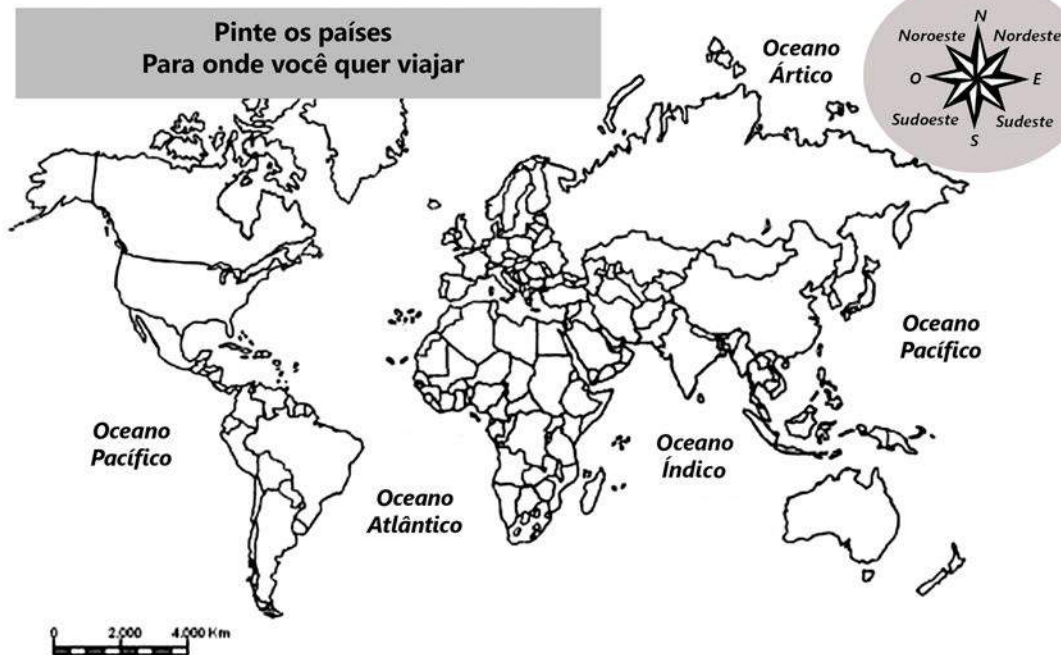 Pinte os países
Para onde você quer viajar
Oceano
Ártico
N
Noroeste
Nordeste
O
E
Sudoeste
Sudeste
S
Oceano
Pacífico
Oceano
Pacífico
Oceano
Índico
Oceano
Atlântico
0 2.000 4.000 Km